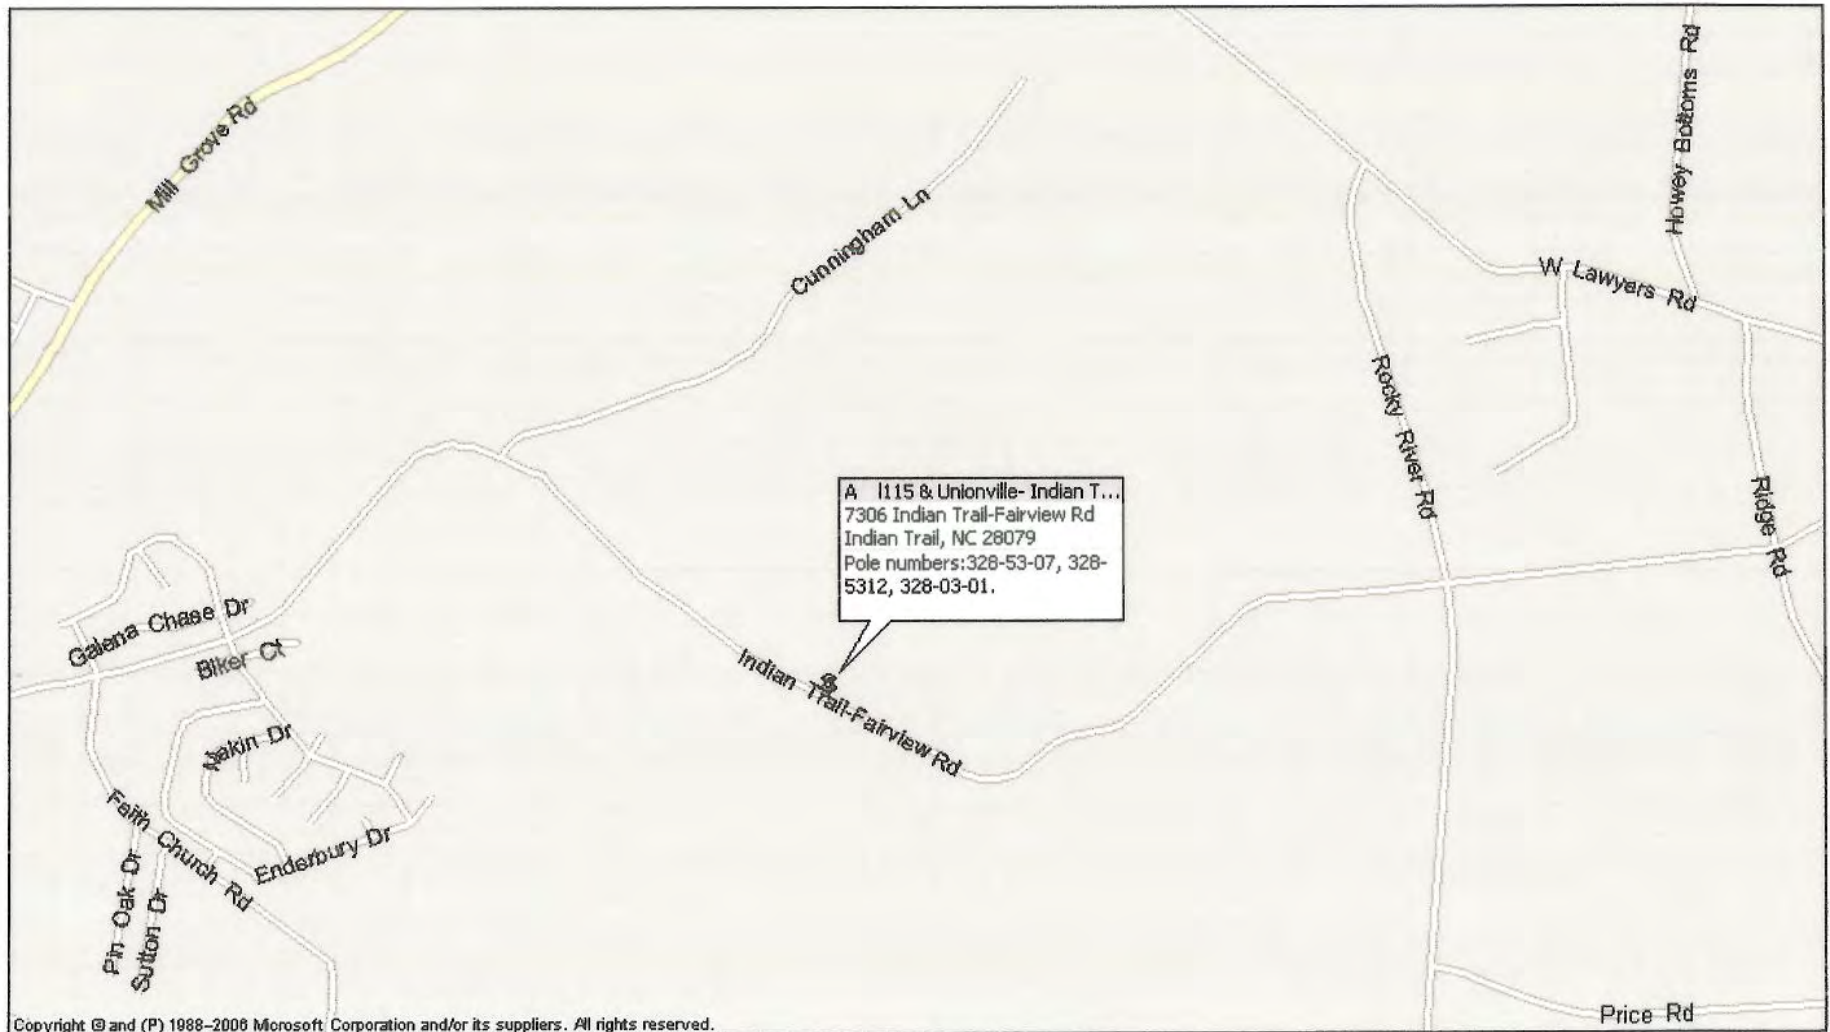 Mill Grove Rd
Cunningham Ln
Howey Bottoms Rd
W Lawyers Rd
Rocky River Rd
Ridge Rd
A I115 & Unionville- Indian T...
7306 Indian Trail-Fairview Rd
Indian Trail, NC 28079
Pole numbers:328-53-07, 328-
5312, 328-03-01.
Galena Chase Dr
Biker Ct
Indian Trail-Fairview Rd
Nakin Dr
Faith Church Rd
Enderbury Dr
Pin Oak Dr
Sutton Dr
Price Rd
Copyright © and (P) 1988–2006 Microsoft Corporation and/or its suppliers. All rights reserved.